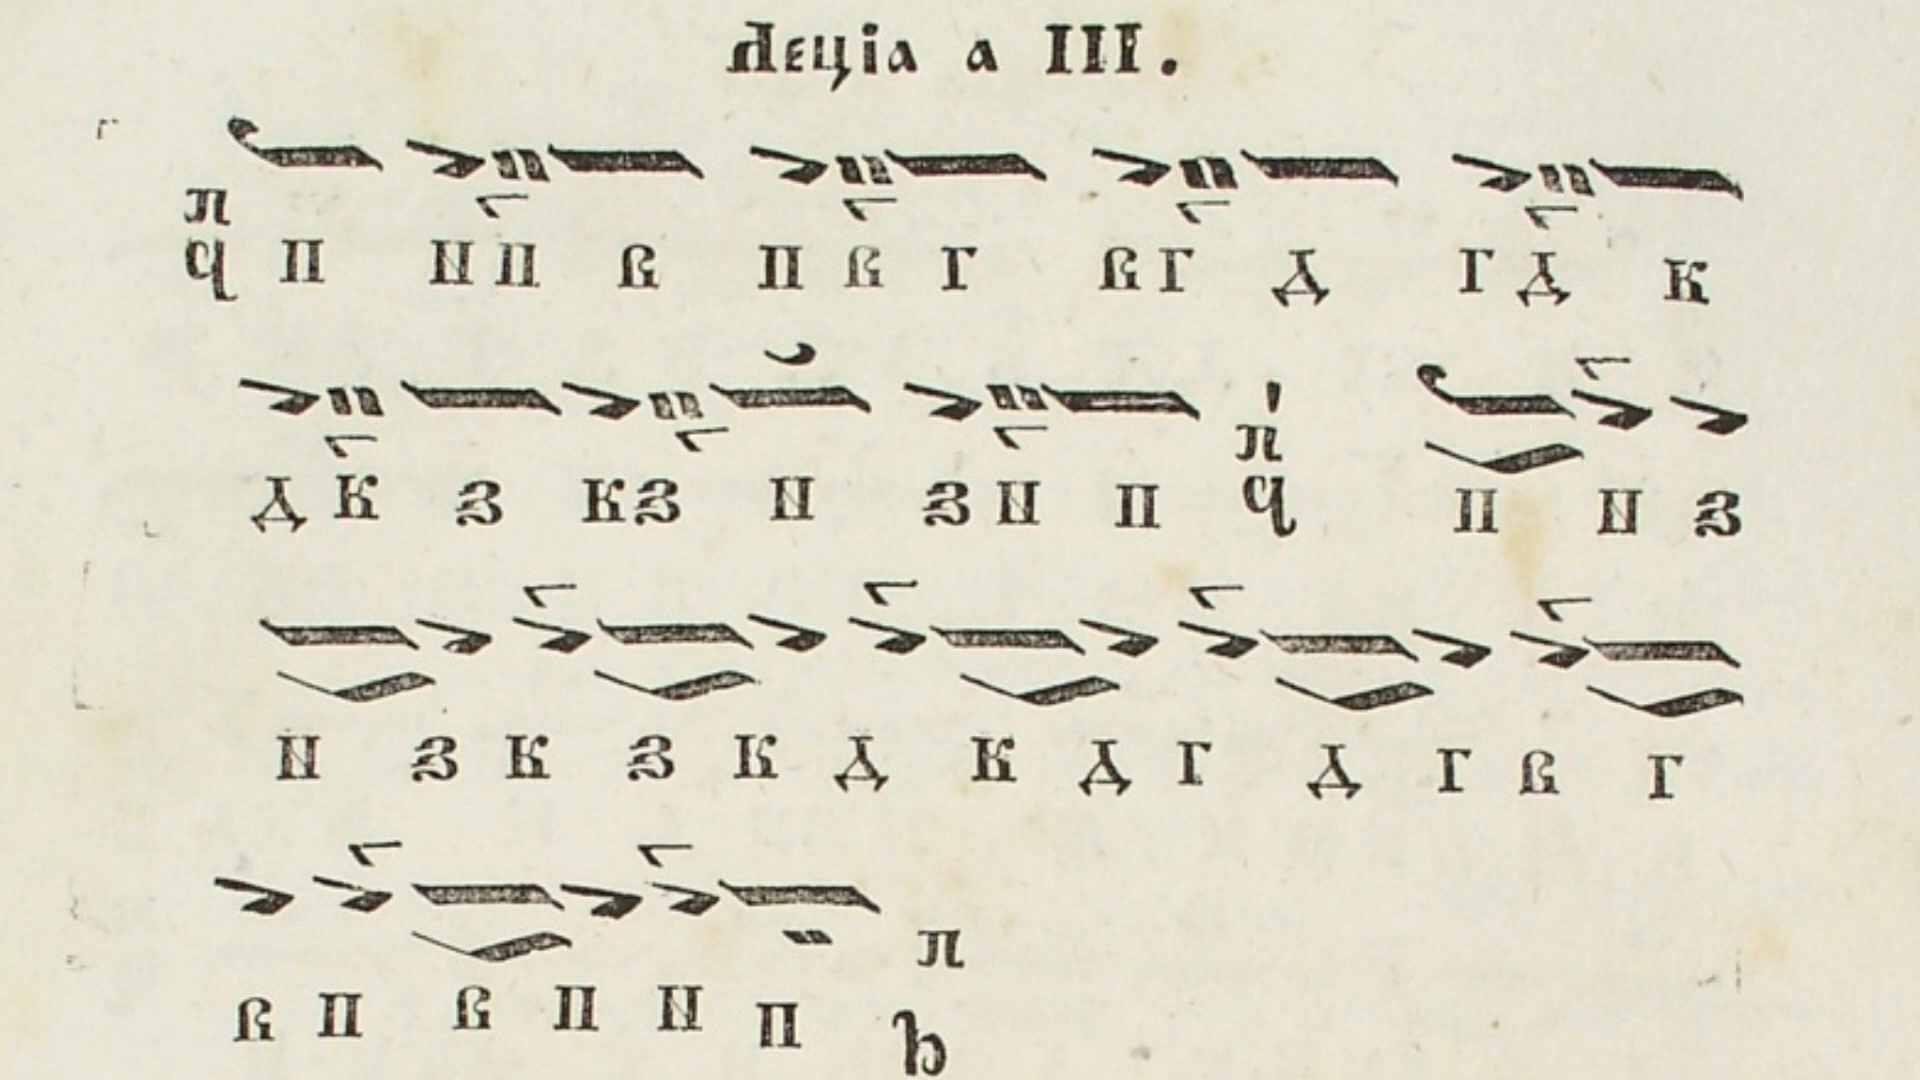 Лецїа а III.
п
ч П И П В П В Г В Г Д Г Д К
Д К З К З И З И П п ч П И З
И З К З К Д К Д Г Д Г В Г
В П В П И П п